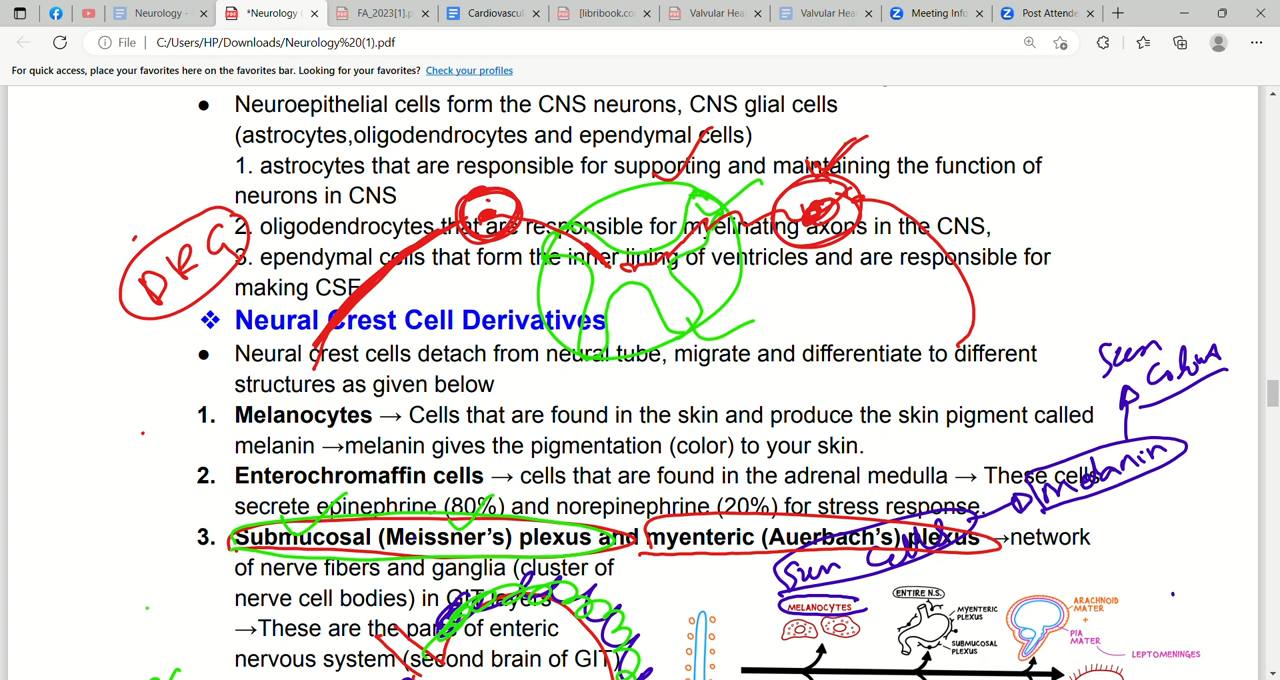 Neurology -
*Neurology (
FA_2023[1].p
Cardiovascu
[libribook.co
Valvular Hea
Valvular Hea
Meeting Info
Post Attende
File | C:/Users/HP/Downloads/Neurology%20(1).pdf
For quick access, place your favorites here on the favorites bar. Looking for your favorites? Check your profiles
● Neuroepithelial cells form the CNS neurons, CNS glial cells
(astrocytes,oligodendrocytes and ependymal cells)
1. astrocytes that are responsible for supporting and maintaining the function of
neurons in CNS
2. oligodendrocytes that are responsible for myelinating axons in the CNS,
3. ependymal cells that form the inner lining of ventricles and are responsible for
making CSF
DRG
❖ Neural Crest Cell Derivatives
● Neural crest cells detach from neural tube, migrate and differentiate to different
structures as given below
1. Melanocytes → Cells that are found in the skin and produce the skin pigment called
melanin →melanin gives the pigmentation (color) to your skin.
2. Enterochromaffin cells → cells that are found in the adrenal medulla → These cells
secrete epinephrine (80%) and norepinephrine (20%) for stress response.
Melanin
3. Submucosal (Meissner's) plexus and myenteric (Auerbach's) plexus →network
of nerve fibers and ganglia (cluster of
nerve cell bodies) in GIT layers
→These are the part of enteric
nervous system (second brain of GIT)
MELANOCYTES
ENTIRE N.S.
MYENTERIC
PLEXUS
SUBMUCOSAL
PLEXUS
ARACHNOID
MATER
+
PIA
MATER
LEPTOMENINGES